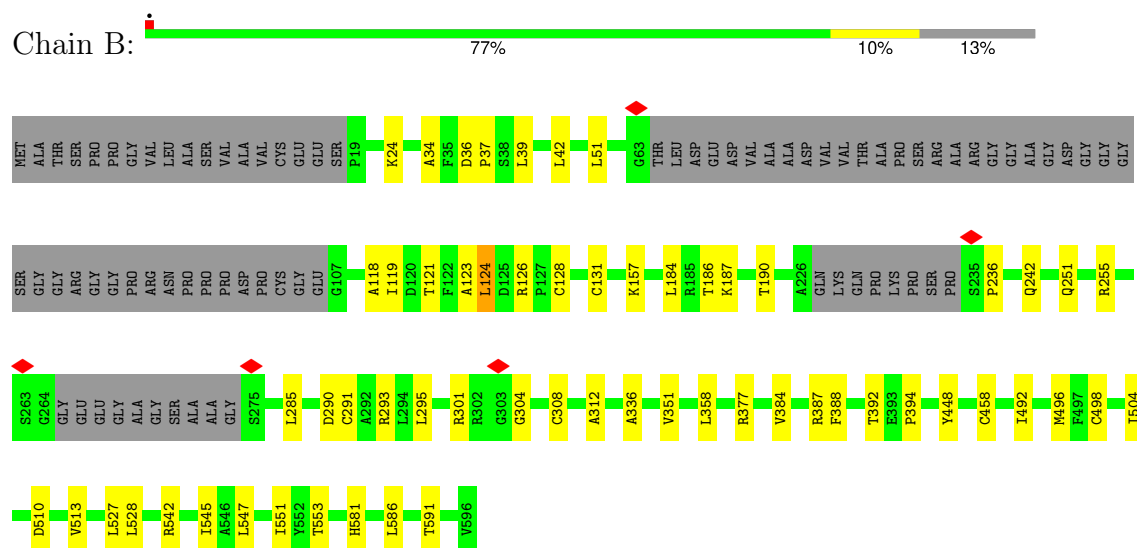 Chain B:
77% 10% 13%
MET ALA THR SER PRO PRO GLY VAL LEU ALA SER VAL ALA VAL CYS GLU GLU SER P19 K24 A34 F35 D36 P37 S38 L39 L42 L51 G63 THR LEU ASP GLU ASP VAL ALA ALA ASP VAL VAL THR ALA PRO SER ARG ALA ARG GLY GLY ALA GLY ASP GLY GLY GLY
SER GLY GLY ARG GLY GLY PRO ARG ASN PRO PRO PRO ASP PRO CYS GLY GLU G107 A118 I119 D120 T121 F122 A123 L124 D125 R126 P127 C128 C131 K157 L184 R185 T186 K187 T190 A226 GLN LYS GLN PRO LYS PRO SER PRO S235 P236 Q242 Q251 R255
S263 G264 GLY GLU GLU GLY ALA GLY SER ALA ALA GLY S275 L285 D290 C291 A292 R293 L294 L295 R301 R302 G303 G304 C308 A312 A336 V351 L358 R377 V384 R387 F388 T392 E393 P394 Y448 C458 I492 M496 F497 C498 I504
D510 V513 L527 L528 R542 I545 A546 L547 I551 Y552 T553 H581 L586 T591 V596